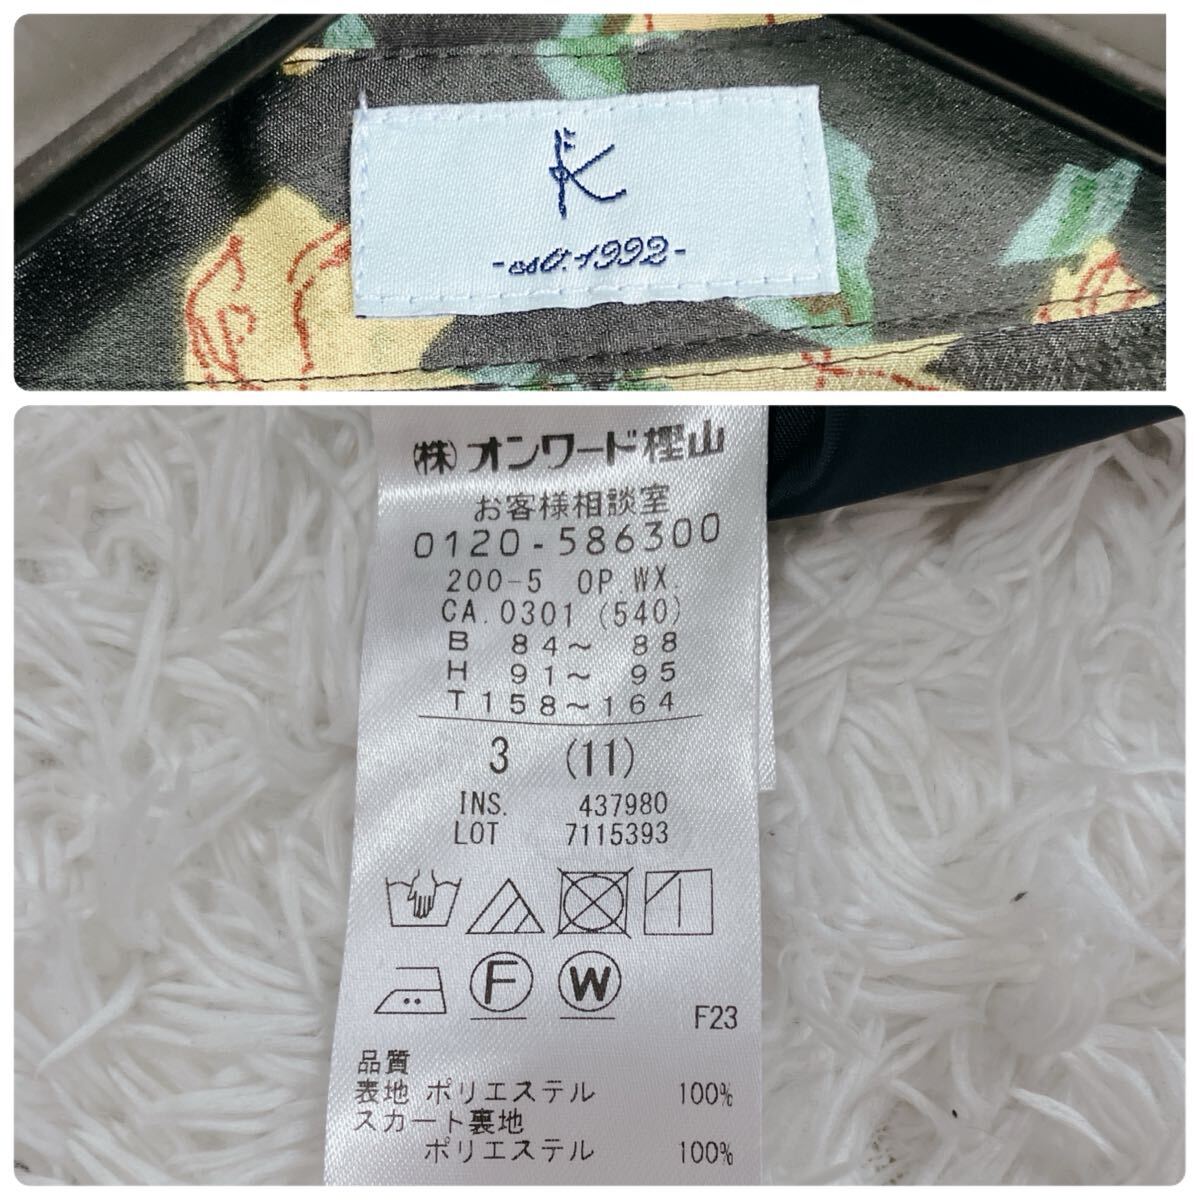 K
-est.1992-
(株)オンワード樫山
お客様相談室
0120-586300
200-5 OP WX.
CA.0301 (540)
B 84～ 88
H 91～ 95
T158～164
3 (11)
INS. 437980
LOT 7115393
F W
F23
品質
表地 ポリエステル 100%
スカート裏地
ポリエステル 100%